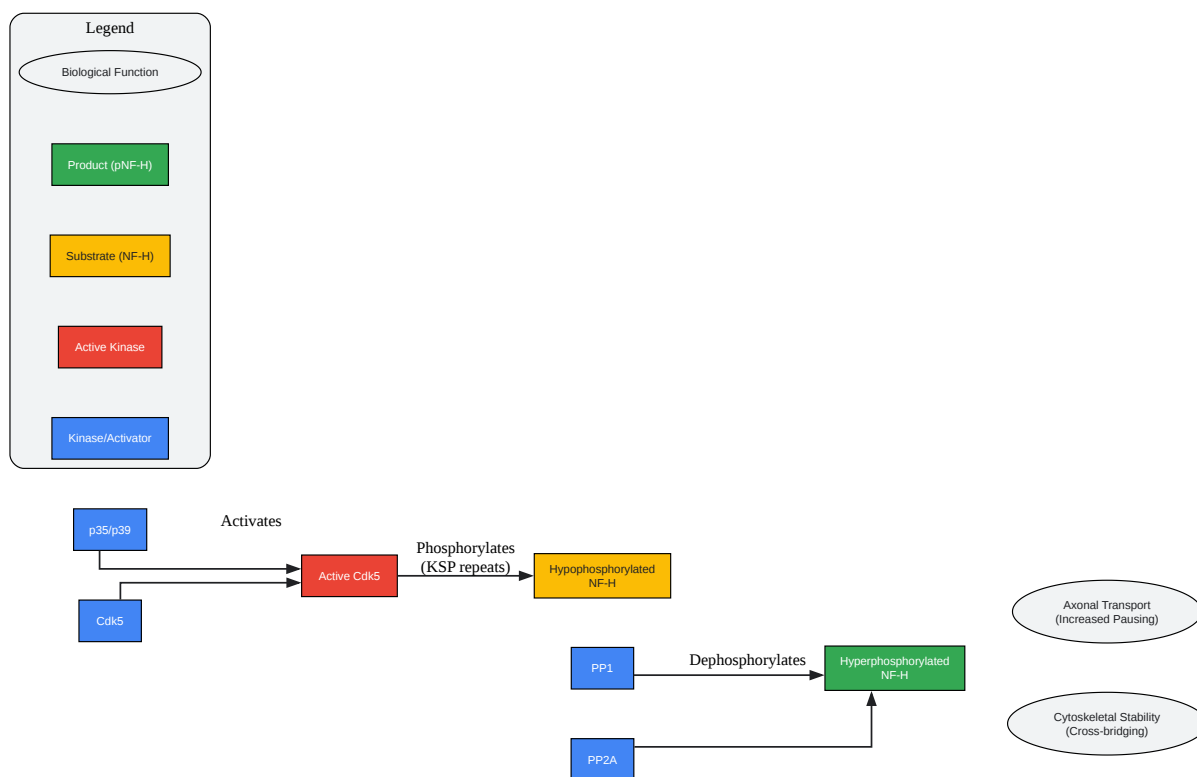 Legend
Biological Function
Product (pNF-H)
Substrate (NF-H)
Active Kinase
Kinase/Activator
p35/p39
Activates
Cdk5
Active Cdk5
Phosphorylates
(KSP repeats)
Hypophosphorylated
NF-H
PP1
Dephosphorylates
PP2A
Hyperphosphorylated
NF-H
Axonal Transport
(Increased Pausing)
Cytoskeletal Stability
(Cross-bridging)